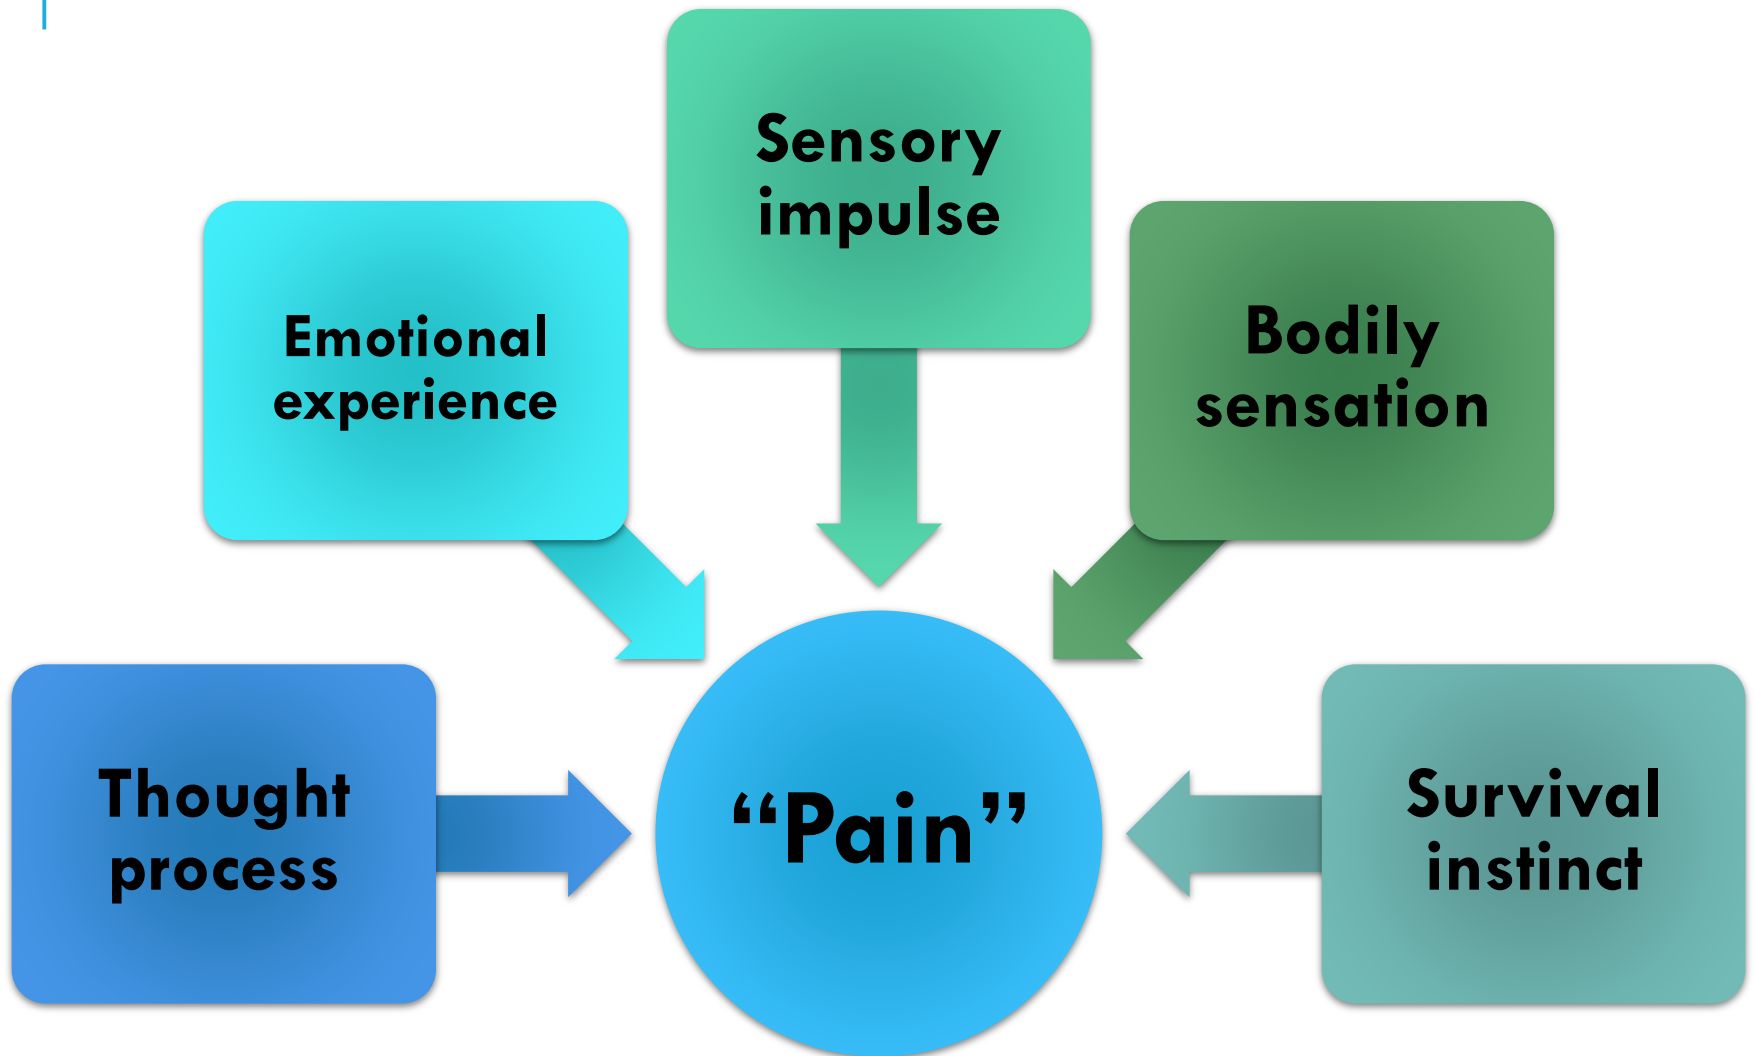 Sensory
impulse
Emotional
experience
Bodily
sensation
Thought
process
“Pain”
Survival
instinct